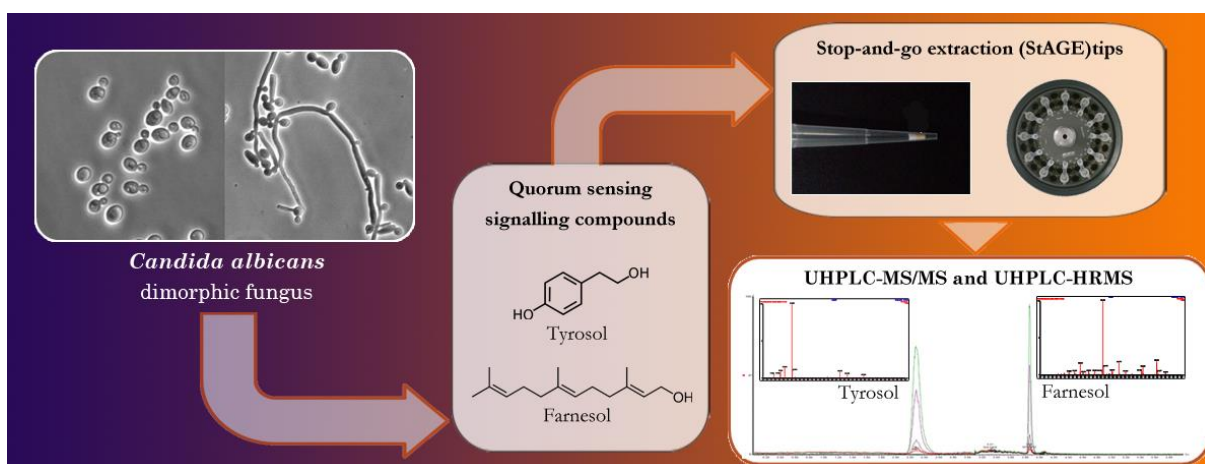 Candida albicans
dimorphic fungus
Quorum sensing
signalling compounds
OH
HO
Tyrosol
OH
Farnesol
Stop-and-go extraction (StAGE)tips
UHPLC-MS/MS and UHPLC-HRMS
Tyrosol
Farnesol